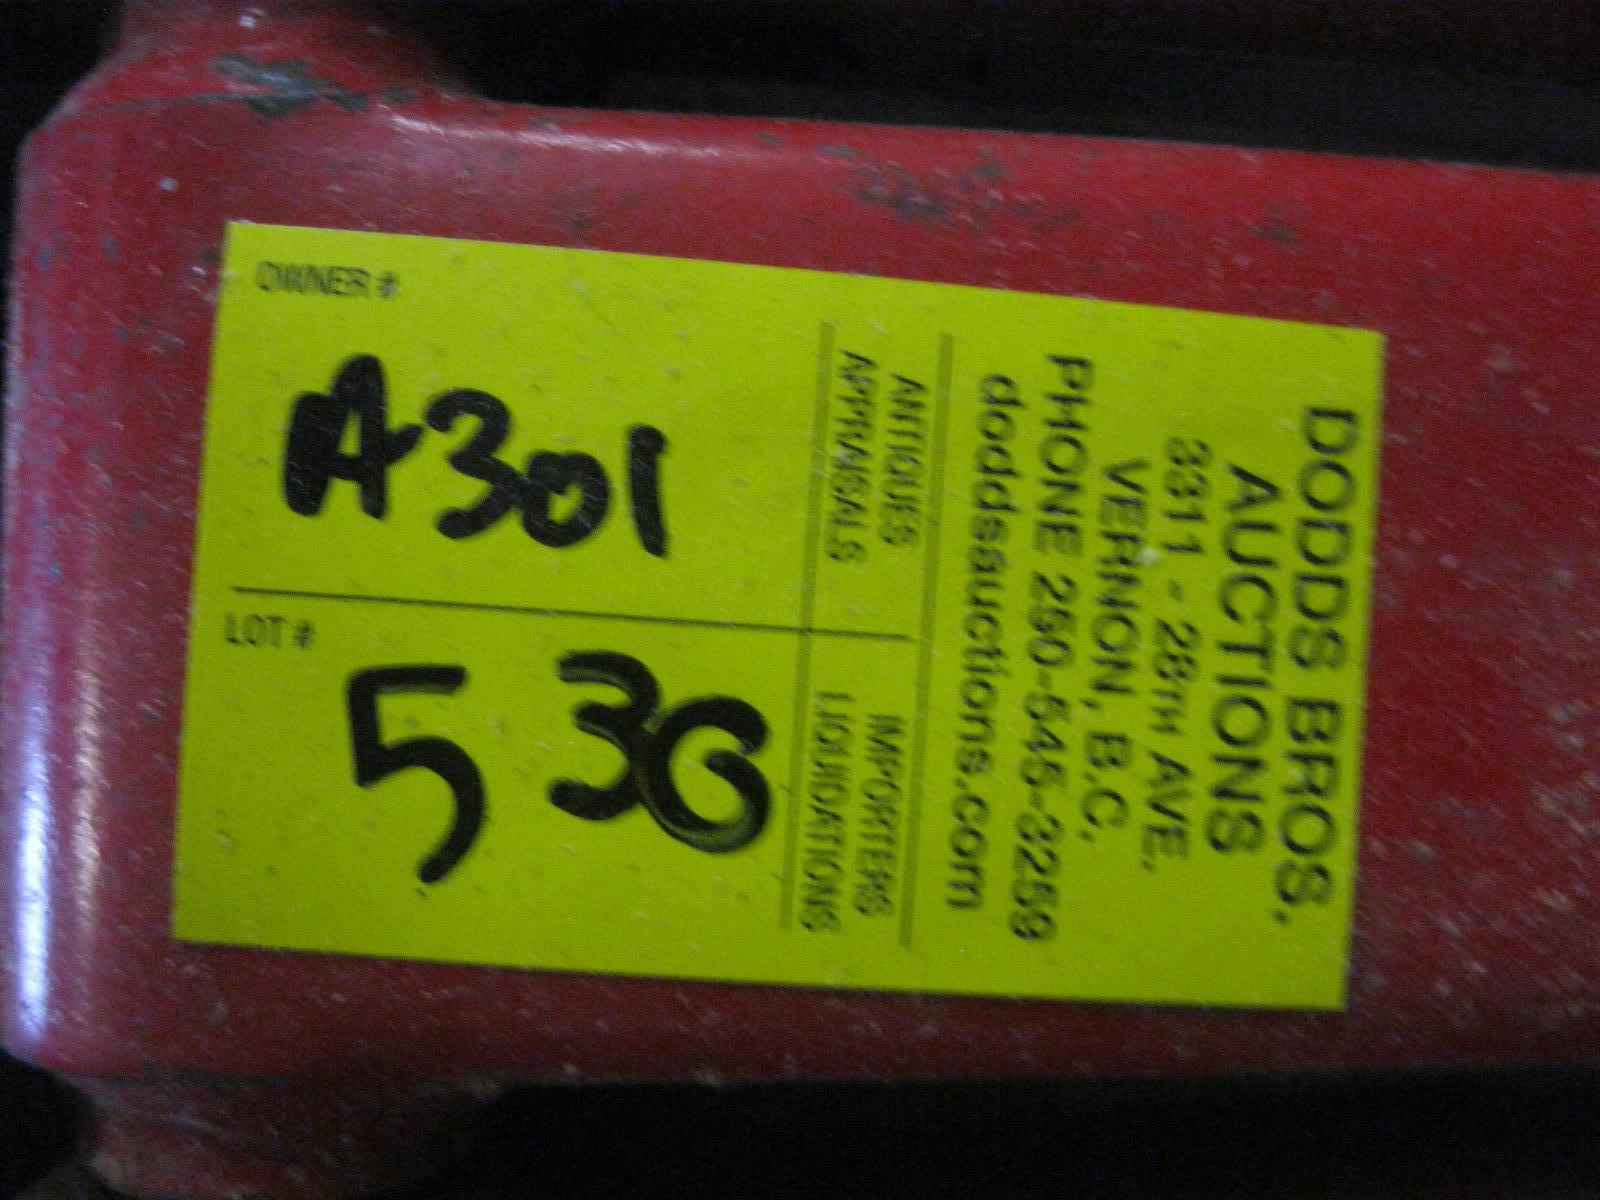 OWNER #
A301
LOT #
530
DODDS BROS.
AUCTIONS
3311 - 28TH AVE.
VERNON, B.C.
PHONE 250-545-3259
doddsauctions.com
ANTIQUES
APPRAISALS
IMPORTERS
LIQUIDATIONS